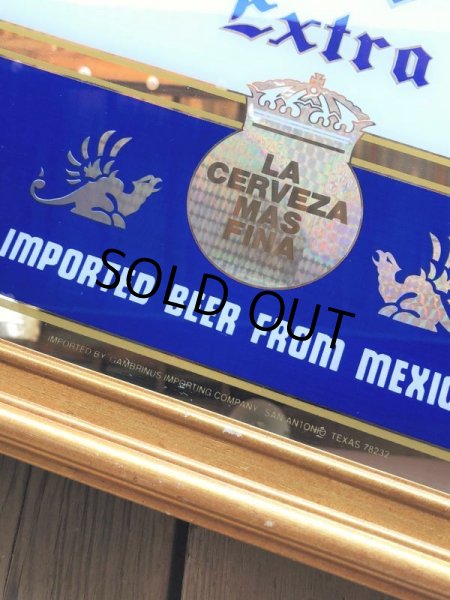 Extra
LA
CERVEZA
MAS
FINA
IMPORTED BEER FROM MEXIC
SOLD OUT
IMPORTED BY: GAMBRINUS IMPORTING COMPANY, SAN ANTONIO, TEXAS 78232